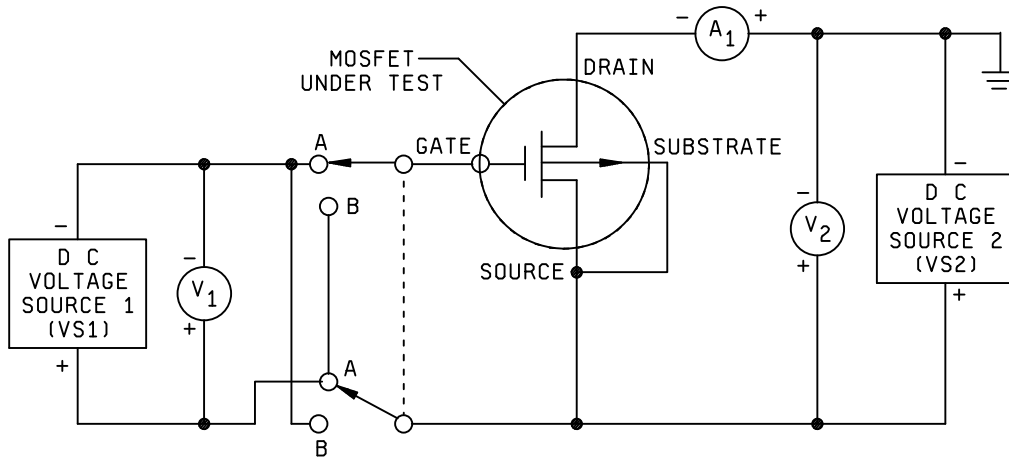 - A1 +
MOSFET
UNDER TEST
DRAIN
A
GATE
SUBSTRATE
B
-
-
V1
+
D C
VOLTAGE
SOURCE 1
(VS1)
+
SOURCE
-
V2
+
-
D C
VOLTAGE
SOURCE 2
(VS2)
+
A
B